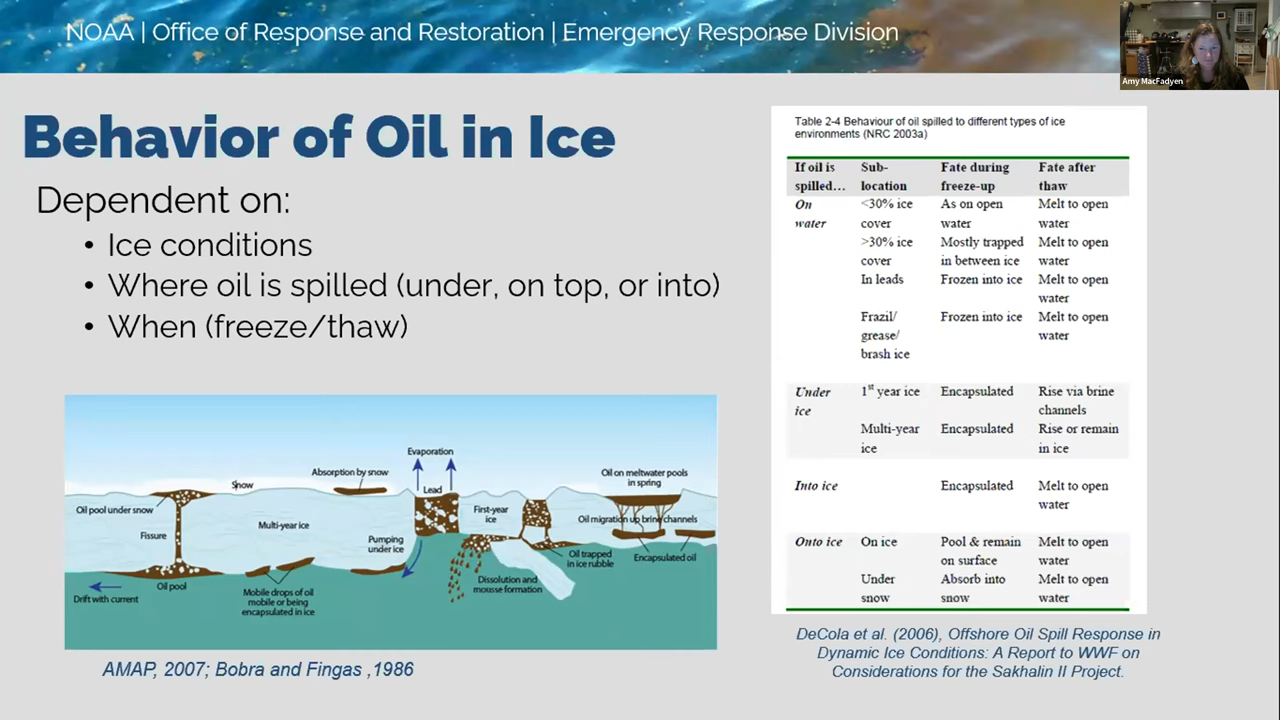 NOAA | Office of Response and Restoration | Emergency Response Division
Amy MacFadyen
Behavior of Oil in Ice
Dependent on:
• Ice conditions
• Where oil is spilled (under, on top, or into)
• When (freeze/thaw)
Evaporation
Absorption by snow
Oil on meltwater pools
in spring
Snow
Lead
Oil pool under snow
First-year
ice
Multi-year ice
Oil migration up brine channels
Fissure
Pumping
under ice
Oil trapped
in ice rubble
Encapsulated oil
Oil pool
Dissolution and
mousse formation
Drift with current
Mobile drops of oil
mobile or being
encapsulated in ice
AMAP, 2007; Bobra and Fingas ,1986
Table 2-4 Behaviour of oil spilled to different types of ice
environments (NRC 2003a)
If oil is Sub- Fate during Fate after
spilled... location freeze-up thaw
On <30% ice As on open Melt to open
water cover water water
>30% ice Mostly trapped Melt to open
cover in between ice water
In leads Frozen into ice Melt to open
water
Frazil/ Frozen into ice Melt to open
grease/ water
brash ice
Under 1st year ice Encapsulated Rise via brine
ice channels
Multi-year Encapsulated Rise or remain
ice in ice
Into ice Encapsulated Melt to open
water
Onto ice On ice Pool & remain Melt to open
on surface water
Under Absorb into Melt to open
snow snow water
DeCola et al. (2006), Offshore Oil Spill Response in
Dynamic Ice Conditions: A Report to WWF on
Considerations for the Sakhalin II Project.